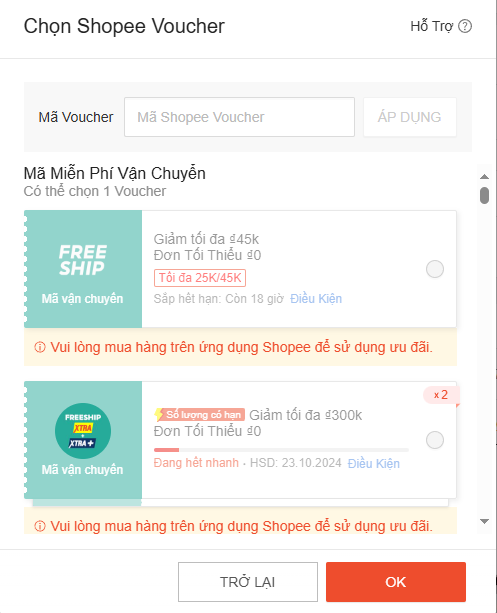 Chọn Shopee Voucher
Hỗ Trợ
Mã Voucher
Mã Shopee Voucher
ÁP DỤNG
Mã Miễn Phí Vận Chuyển
Có thể chọn 1 Voucher
FREE
SHIP
Mã vận chuyển
Giảm tối đa ₫45k
Đơn Tối Thiểu ₫0
Tối đa 25K/45K
Sắp hết hạn: Còn 18 giờ Điều Kiện
Vui lòng mua hàng trên ứng dụng Shopee để sử dụng ưu đãi.
x 2
FREESHIP
XTRA
+
XTRA+
Mã vận chuyển
Số lượng có hạn Giảm tối đa ₫300k
Đơn Tối Thiểu ₫0
Đang hết nhanh - HSD: 23.10.2024 Điều Kiện
Vui lòng mua hàng trên ứng dụng Shopee để sử dụng ưu đãi.
TRỞ LẠI
OK